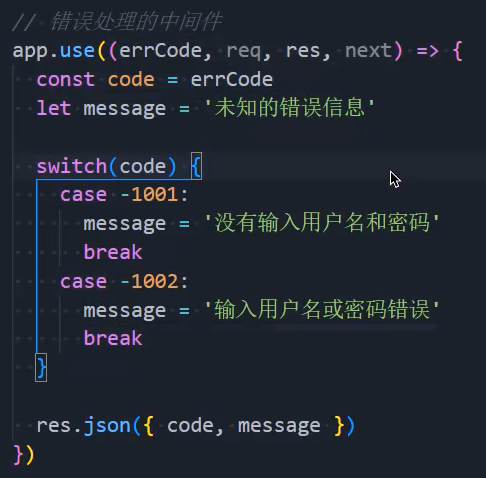 // 错误处理的中间件
app.use((errCode, req, res, next) => {
  const code = errCode
  let message = '未知的错误信息'

  switch(code) {
    case -1001:
      message = '没有输入用户名和密码'
      break
    case -1002:
      message = '输入用户名或密码错误'
      break
  }

  res.json({ code, message })
})